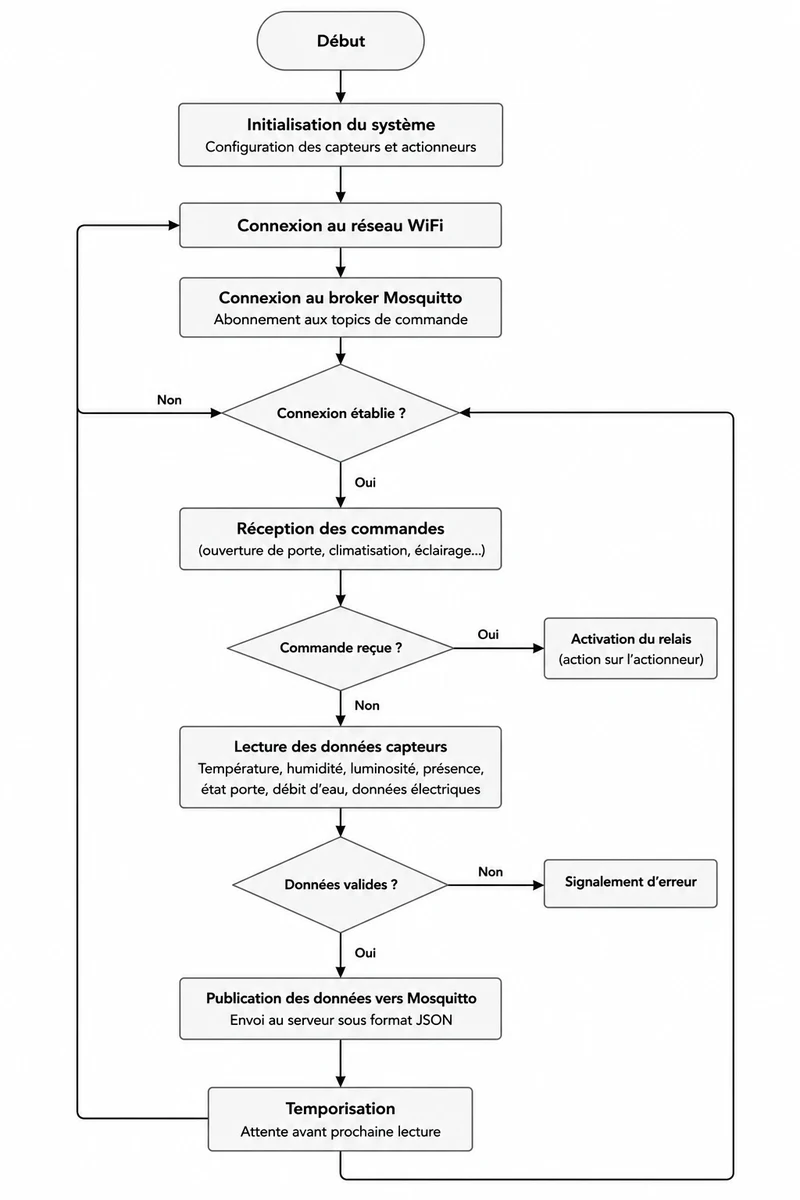 Début
Initialisation du système
Configuration des capteurs et actionneurs
Connexion au réseau WiFi
Connexion au broker Mosquitto
Abonnement aux topics de commande
Non
Connexion établie ?
Oui
Réception des commandes
(ouverture de porte, climatisation, éclairage...)
Commande reçue ?
Oui
Activation du relais
(action sur l'actionneur)
Non
Lecture des données capteurs
Température, humidité, luminosité, présence,
état porte, débit d'eau, données électriques
Données valides ?
Non
Signalement d'erreur
Oui
Publication des données vers Mosquitto
Envoi au serveur sous format JSON
Temporisation
Attente avant prochaine lecture